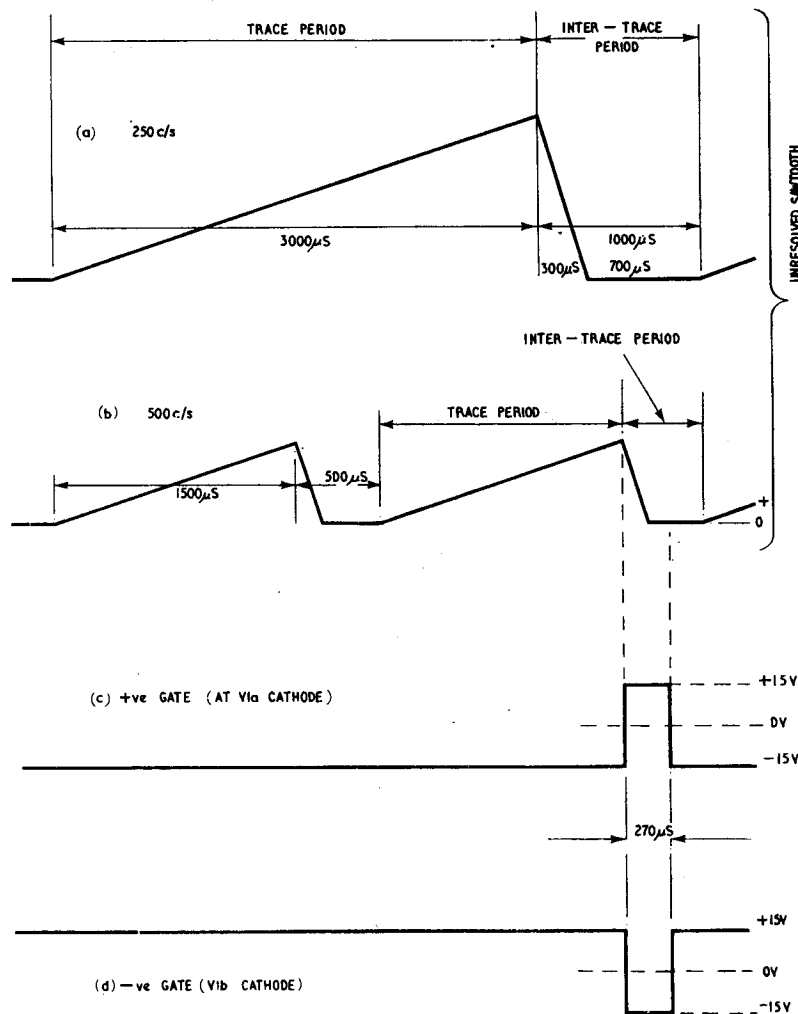 TRACE PERIOD
INTER — TRACE
PERIOD
(a) 250 c/s
3000µS
1000µS
300µS 700µS
UNRESOLVED SAWTOOTH
INTER — TRACE PERIOD
(b) 500 c/s
TRACE PERIOD
1500µS
500µS
+
0
(c) +ve GATE (AT V1a CATHODE)
+15V
0V
—15V
270µS
+15V
(d) —ve GATE (V1b CATHODE)
0V
—15V